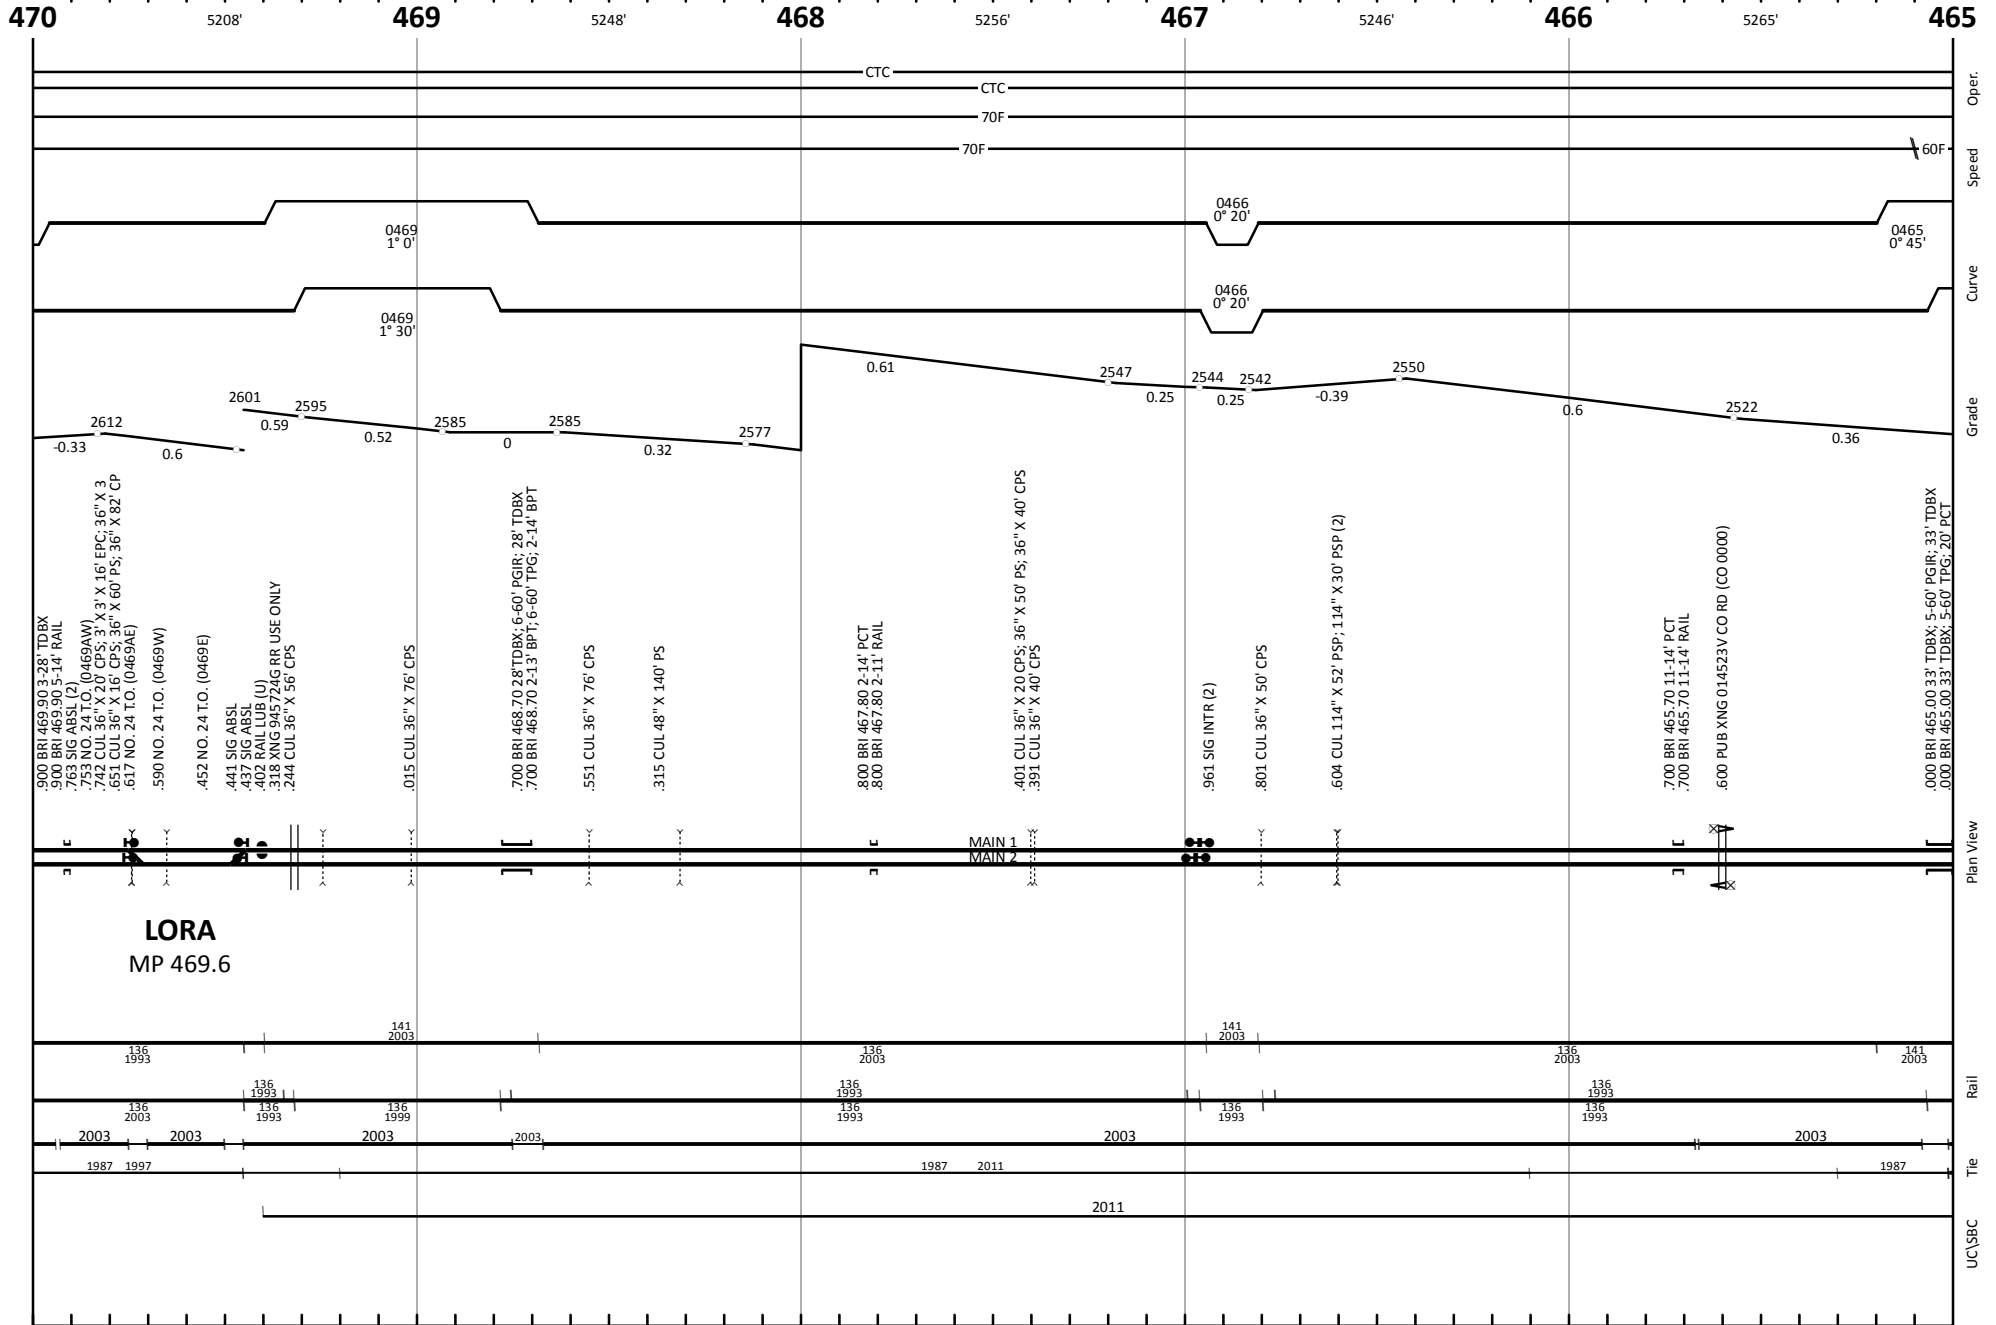 470 5208' 469 5248' 468 5256' 467 5246' 466 5265' 465
CTC
CTC
Oper.
70F
70F 60F
Speed
0469
1° 0'
0466
0° 20'
0465
0° 45'
Curve
0469
1° 30'
0466
0° 20'
2612 2601 2595 2585 2585 2577 2547 2544 2542 2550 2522
-0.33 0.6 0.59 0.52 0 0.32 0.61 0.25 0.25 -0.39 0.6 0.36
Grade
.900 BRI 469.90 3-28' TDBX
.900 BRI 469.90 5-14' RAIL
.763 SIG ABSL (2)
.753 NO. 24 T.O. (0469AW)
.742 CUL 36" X 20' CPS; 3' X 3' X 16' EPC; 36" X 3
.651 CUL 36" X 16' CPS; 36" X 60' PS; 36" X 82' CP
.617 NO. 24 T.O. (0469AE)
.590 NO. 24 T.O. (0469W)
.452 NO. 24 T.O. (0469E)
.441 SIG ABSL
.437 SIG ABSL
.402 RAIL LUB (U)
.318 XNG 945724G RR USE ONLY
.244 CUL 36" X 56' CPS
.015 CUL 36" X 76' CPS
.700 BRI 468.70 28'TDBX; 6-60' PGIR; 28' TDBX
.700 BRI 468.70 2-13' BPT; 6-60' TPG; 2-14' BPT
.551 CUL 36" X 76' CPS
.315 CUL 48" X 140' PS
.800 BRI 467.80 2-14' PCT
.800 BRI 467.80 2-11' RAIL
.401 CUL 36" X 20 CPS; 36" X 50' PS; 36" X 40' CPS
.391 CUL 36" X 40' CPS
.961 SIG INTR (2)
.801 CUL 36" X 50' CPS
.604 CUL 114" X 52' PSP; 114" X 30' PSP (2)
.700 BRI 465.70 11-14' PCT
.700 BRI 465.70 11-14' RAIL
.600 PUB XNG 014523V CO RD (CO 0000)
.000 BRI 465.00 33' TDBX; 5-60' PGIR; 33' TDBX
.000 BRI 465.00 33' TDBX; 5-60' TPG; 20' PCT
MAIN 1
MAIN 2
Plan View
LORA
MP 469.6
141
2003
141
2003
136
1993
136
2003
136
2003
141
2003
136
1993
136
1993
136
1993
136
2003
136
1993
136
1999
136
1993
136
1993
136
1993
Rail
2003 2003 2003 2003 2003 2003
1987 1997 1987 2011 1987
Tie
2011
UC\SBC